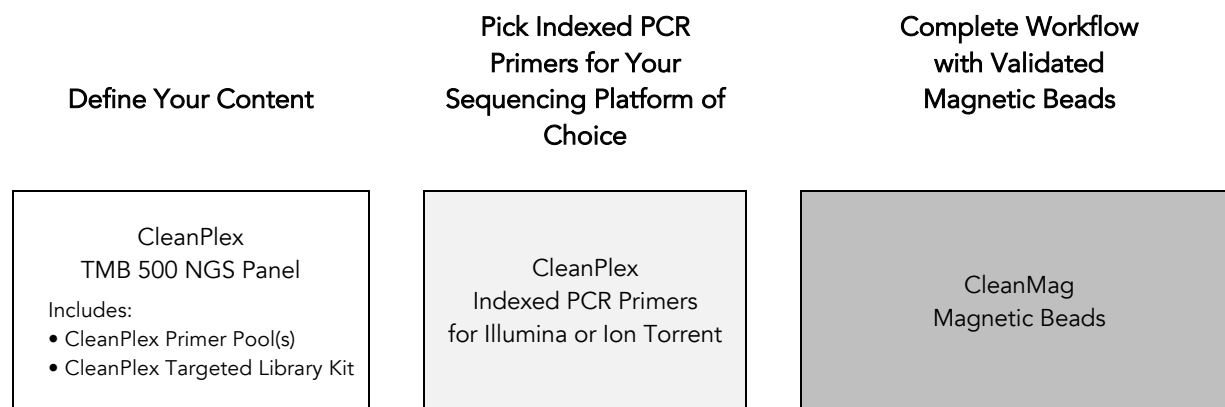 Define Your Content
Pick Indexed PCR
Primers for Your
Sequencing Platform of
Choice
Complete Workflow
with Validated
Magnetic Beads
CleanPlex
TMB 500 NGS Panel
Includes:
• CleanPlex Primer Pool(s)
• CleanPlex Targeted Library Kit
CleanPlex
Indexed PCR Primers
for Illumina or Ion Torrent
CleanMag
Magnetic Beads